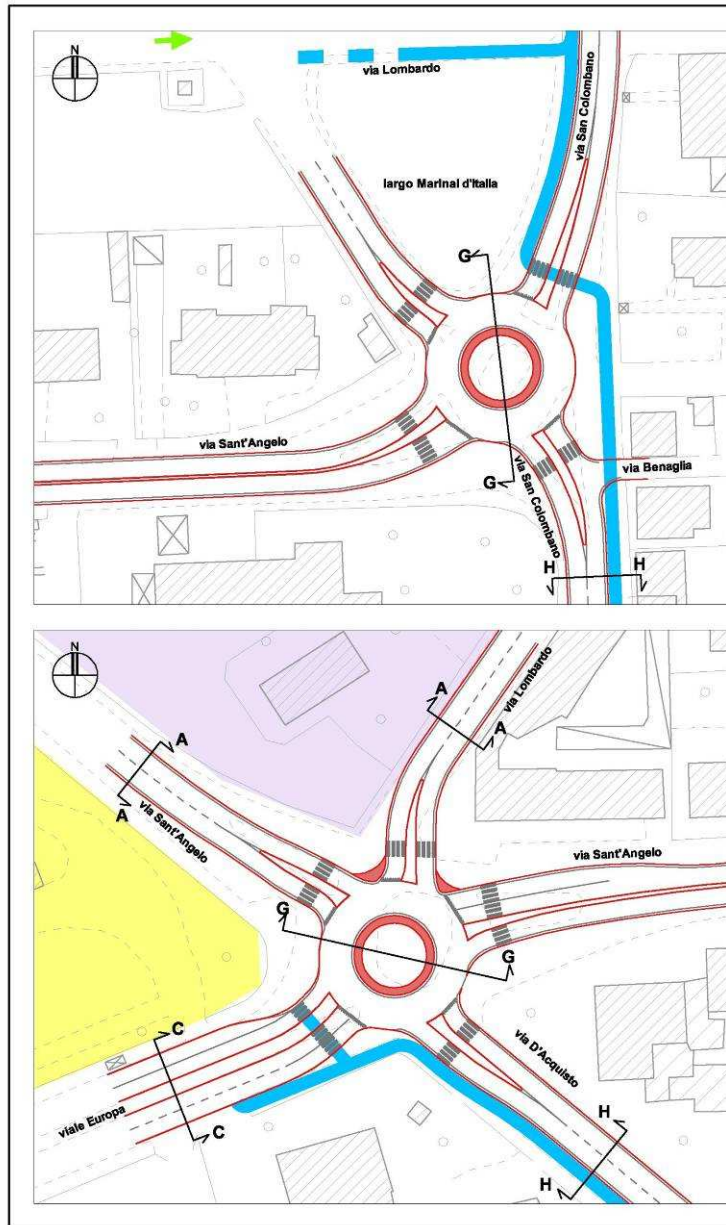 N
via Lombardo
via San Colombano
largo Marinai d'Italia
G
via Sant'Angelo
via Benaglia
G
via San Colombano
H
H
N
A
via Lombardo
A
A
A
via Sant'Angelo
via Sant'Angelo
G
G
C
via D'Acquisto
viale Europa
H
C
H